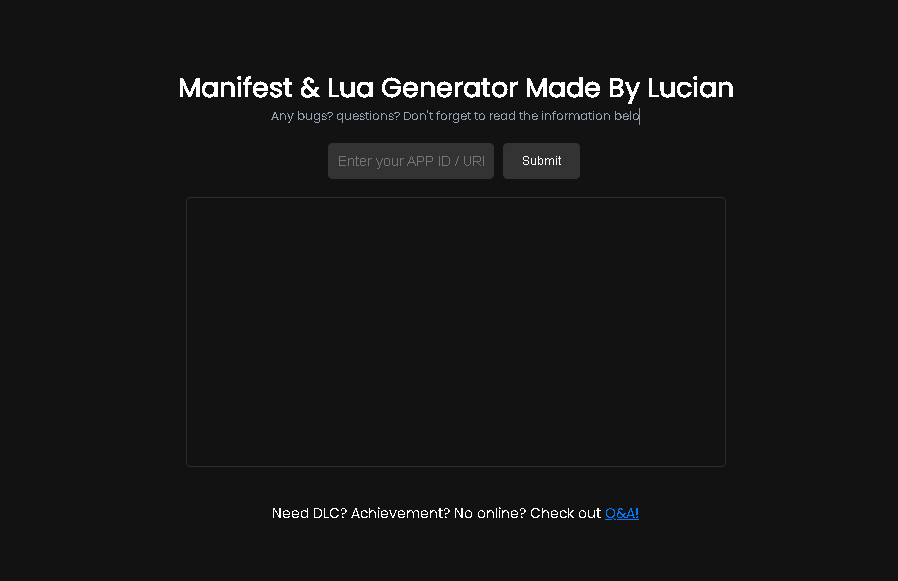 Manifest & Lua Generator Made By Lucian
Any bugs? questions? Don't forget to read the information belo
Enter your APP ID / URL
Submit
Need DLC? Achievement? No online? Check out Q&A!